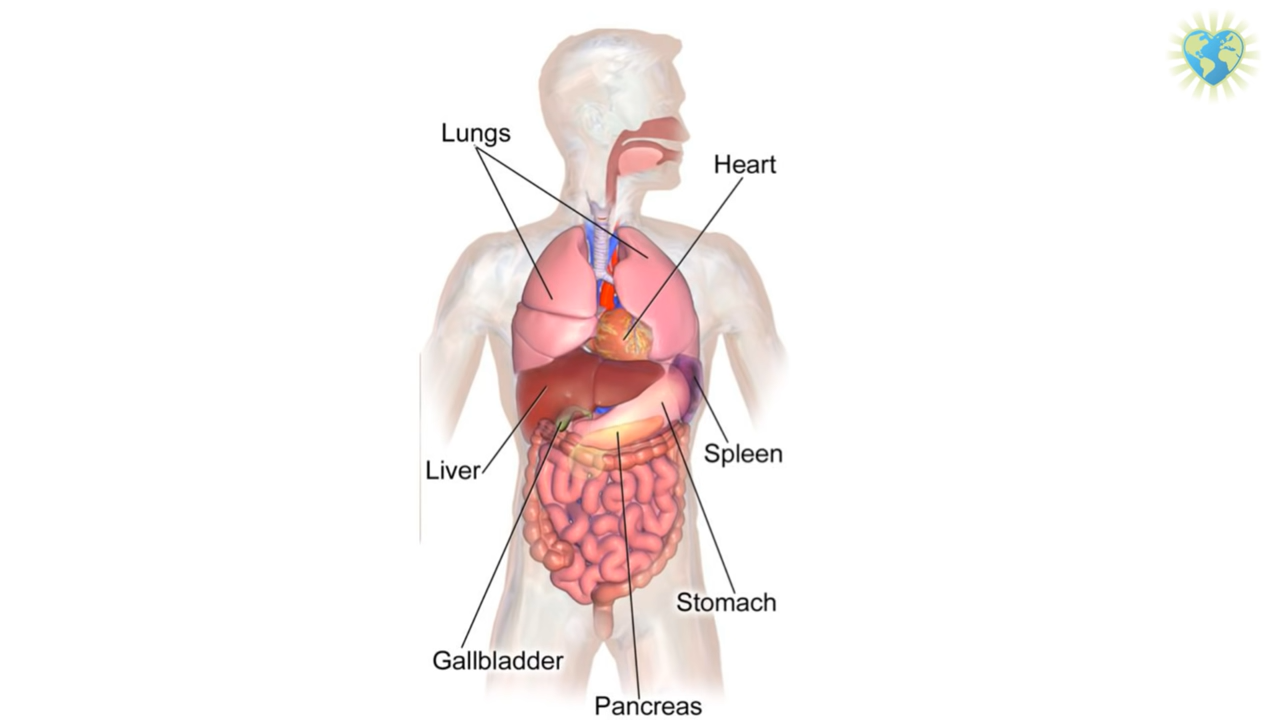 Lungs
Heart
Spleen
Liver
Stomach
Gallbladder
Pancreas